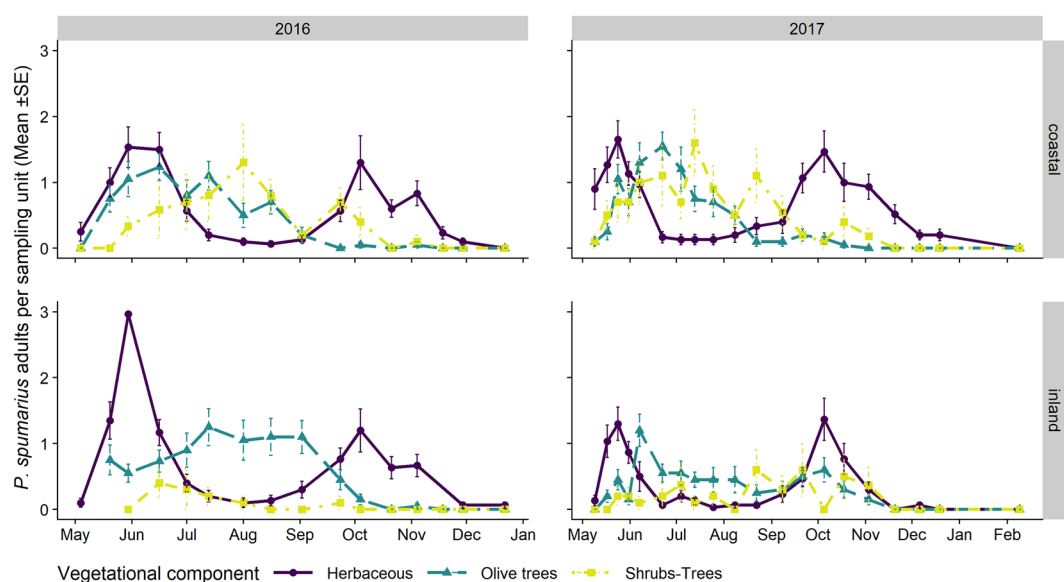 2016
2017
P. spumarius adults per sampling unit (Mean ±SE)
3
2
1
0
coastal
3
2
1
0
inland
May Jun Jul Aug Sep Oct Nov Dec Jan
May Jun Jul Aug Sep Oct Nov Dec Jan Feb
Vegetational component Herbaceous Olive trees Shrubs-Trees